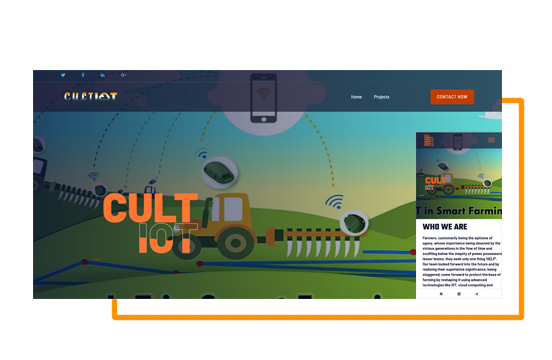 CULTIOT
Home Projects CONTACT NOW
CULT
IOT
CULT
IOT
T in Smart Farmin
WHO WE ARE
Farmers, customarily being the epitome of
agony, whose importance being shunned by the
vicious generations in the flow of time and
scuffling below the iniquity of power possessors
lesser brains, they seek only one thing 'HELP'.
Our team looked forward into the future and by
realising their superlative significance, being
staggered, came forward to protect the base of
farming by reshaping it using advanced
technologies like IOT, cloud computing and